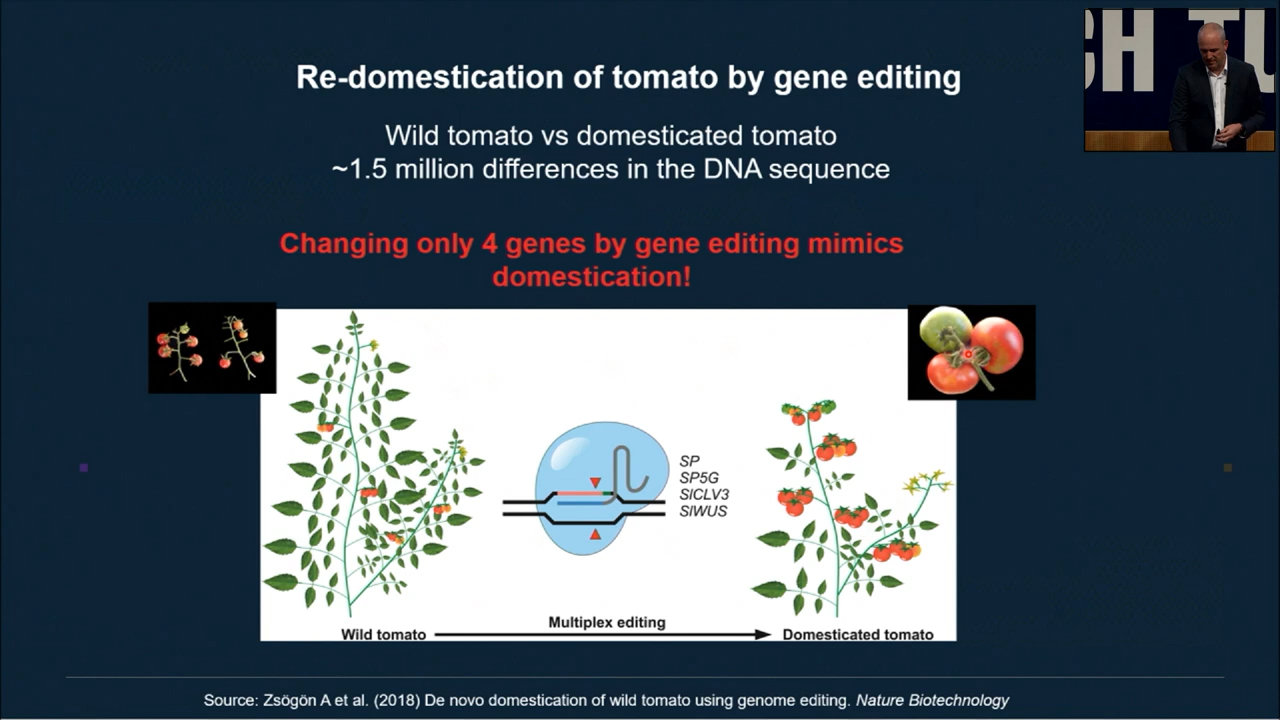 Re-domestication of tomato by gene editing
Wild tomato vs domesticated tomato
~1.5 million differences in the DNA sequence
Changing only 4 genes by gene editing mimics
domestication!
SP
SP5G
SlCLV3
SlWUS
Multiplex editing
Wild tomato
Domesticated tomato
Source: Zsögön A et al. (2018) De novo domestication of wild tomato using genome editing. Nature Biotechnology